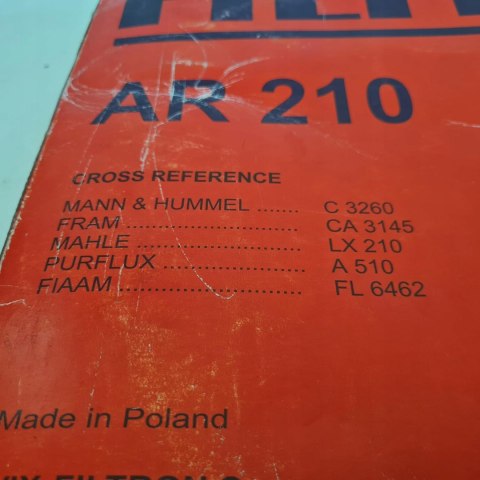 AR 210
CROSS REFERENCE
MANN & HUMMEL ....... C 3260
FRAM ............................. CA 3145
MAHLE ........................... LX 210
PURFLUX ........................ A 510
FIAAM ............................. FL 6462
Made in Poland